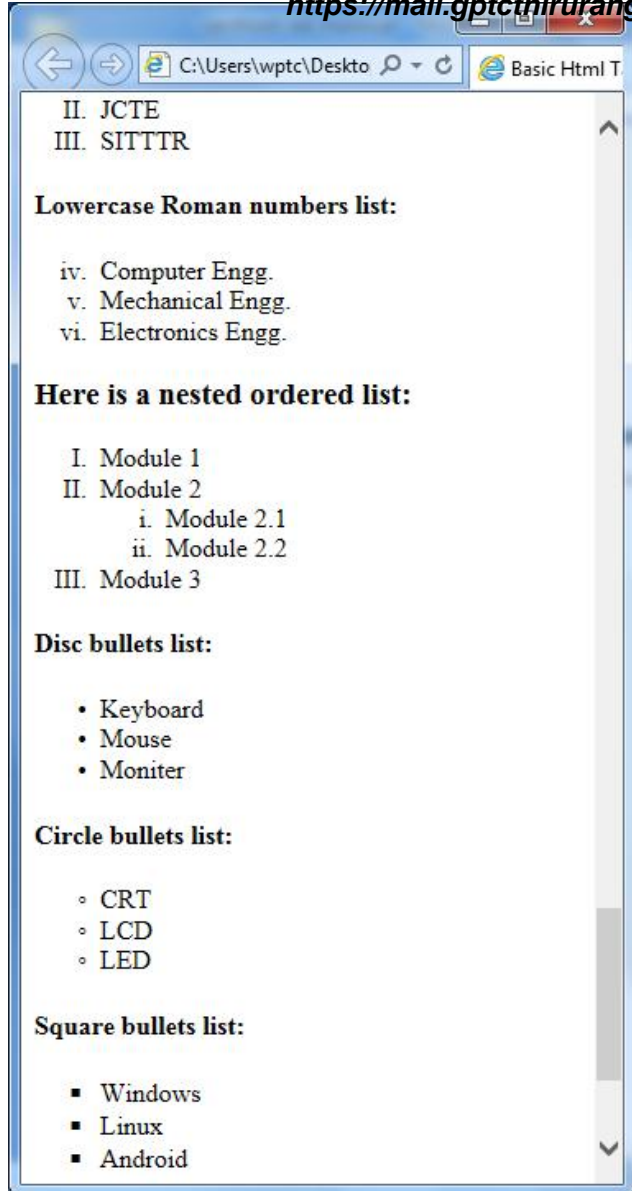 https://mail.gptcthirurang
C:\Users\wptc\Deskto
Basic Html T
II. JCTE
III. SITTTR
Lowercase Roman numbers list:
iv. Computer Engg.
v. Mechanical Engg.
vi. Electronics Engg.
Here is a nested ordered list:
I. Module 1
II. Module 2
i. Module 2.1
ii. Module 2.2
III. Module 3
Disc bullets list:
• Keyboard
• Mouse
• Moniter
Circle bullets list:
◦ CRT
◦ LCD
◦ LED
Square bullets list:
▪ Windows
▪ Linux
▪ Android